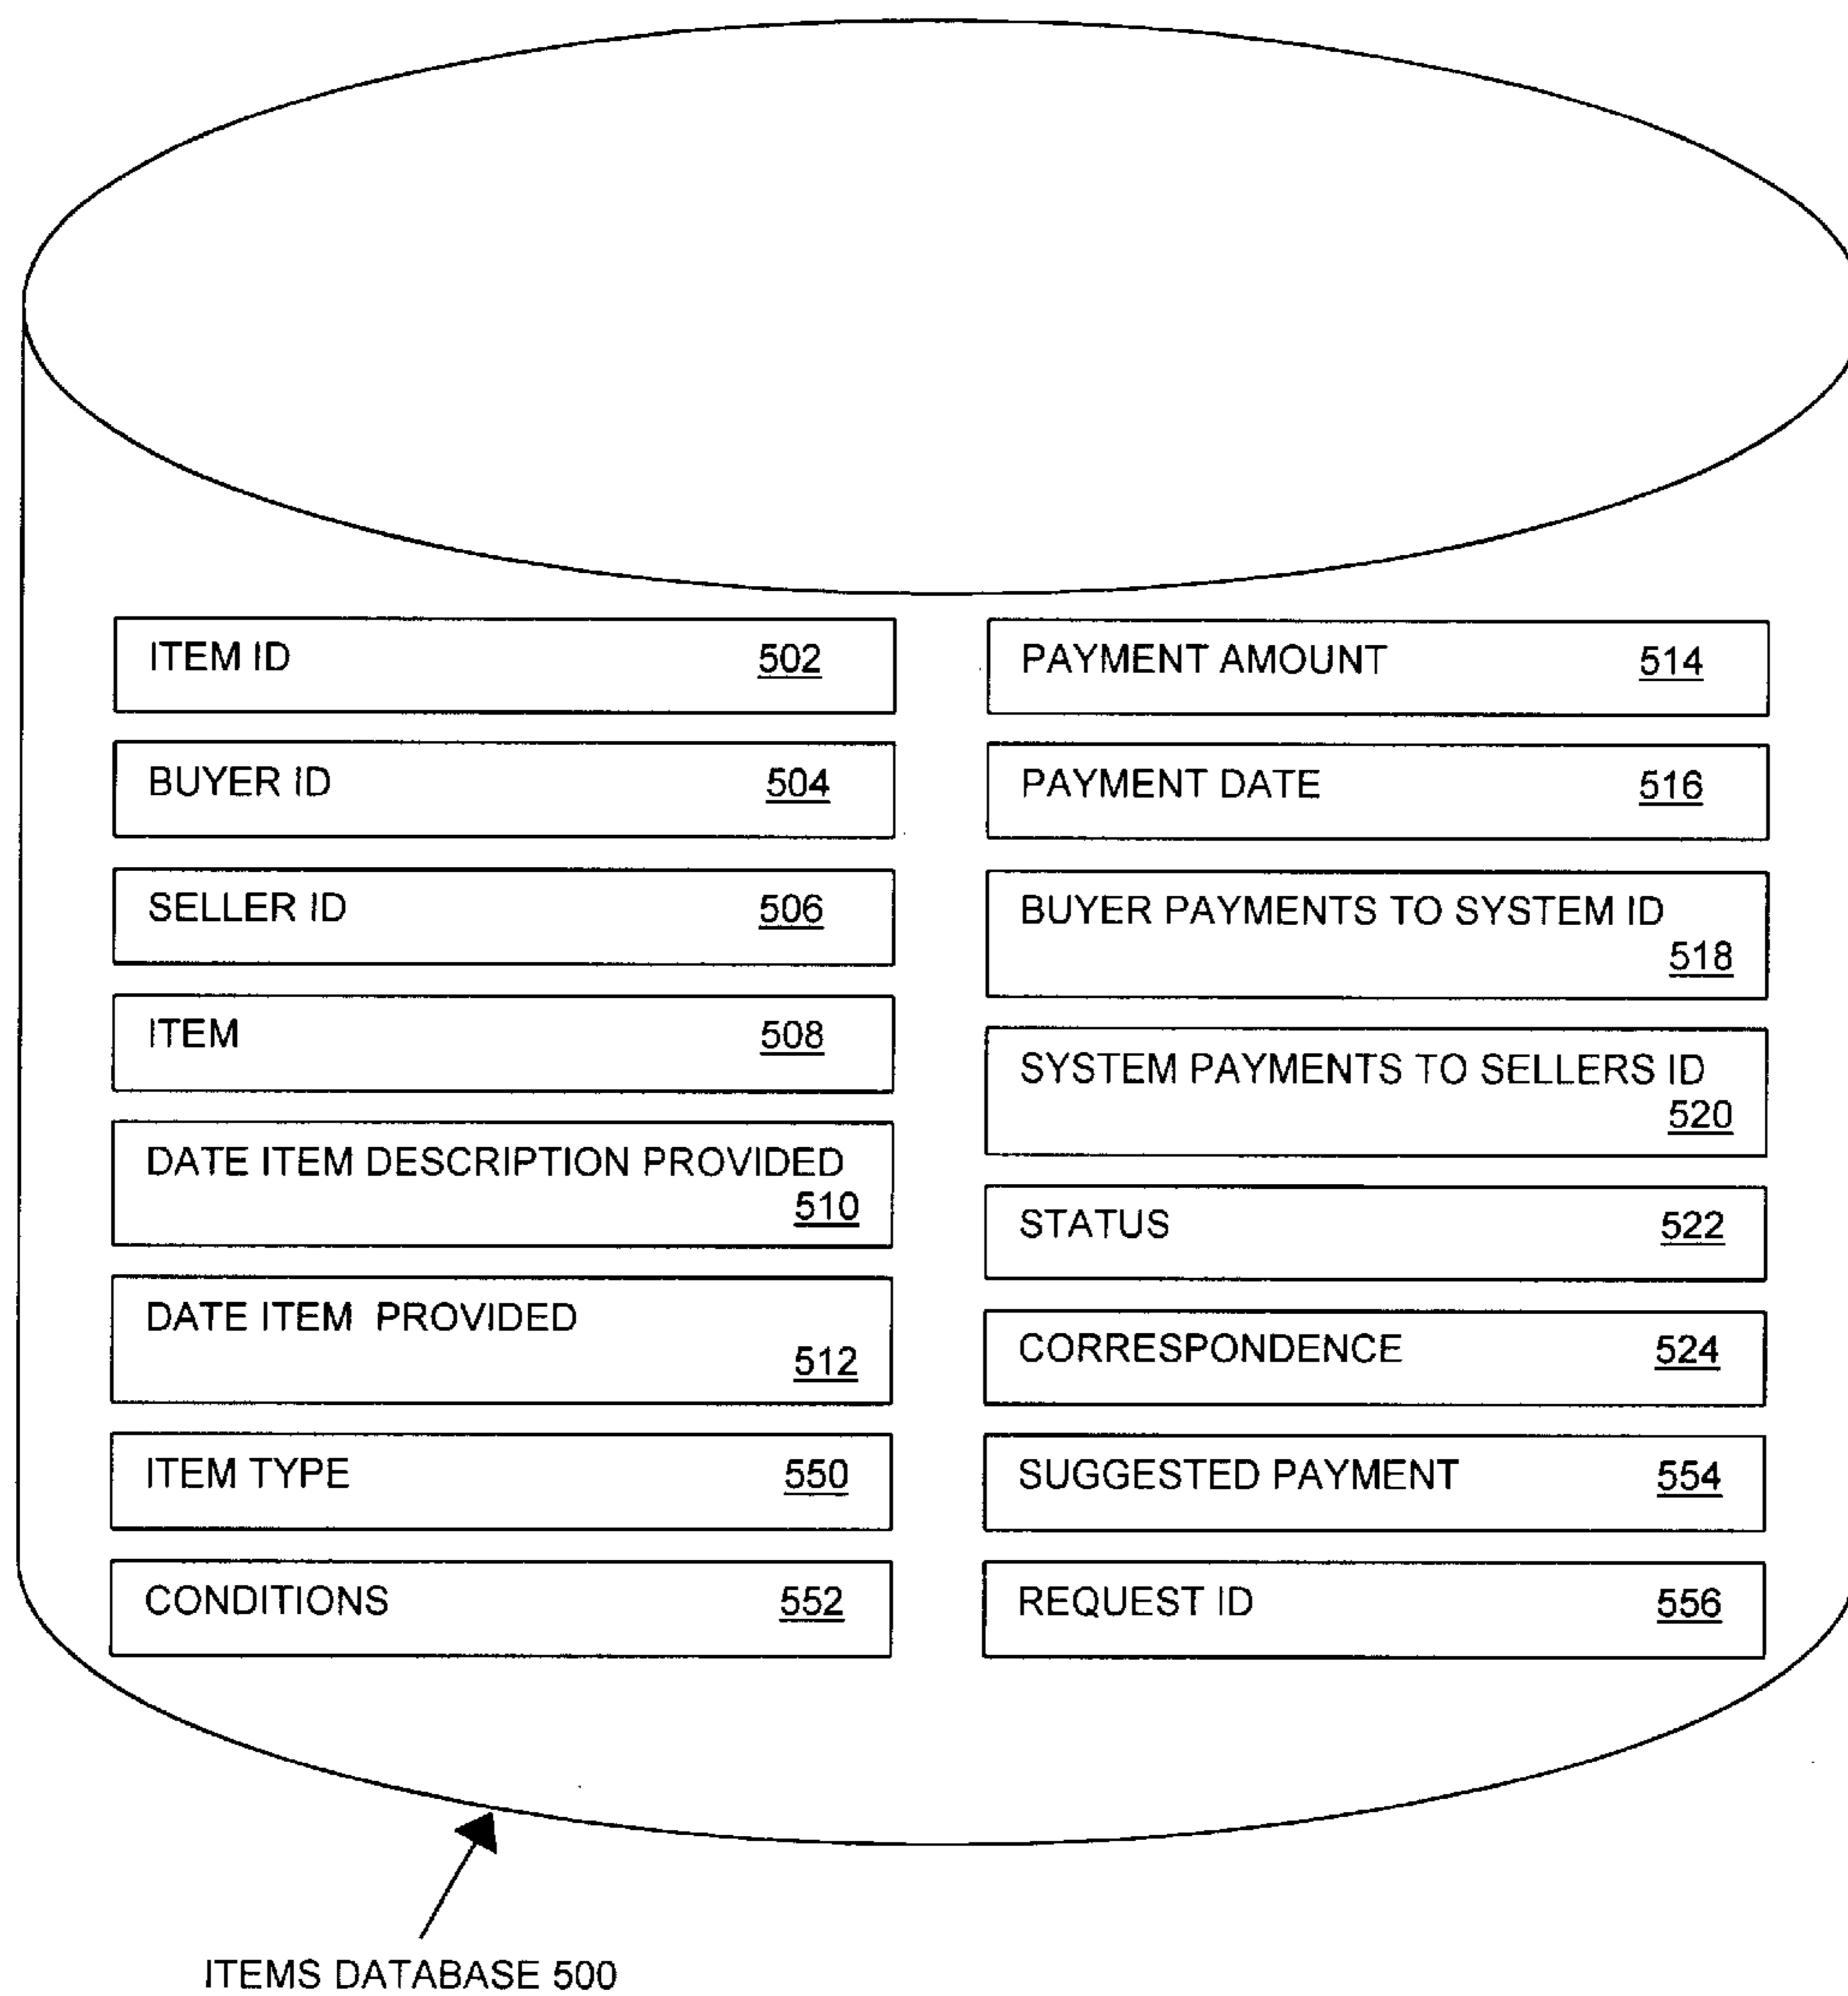 ITEM ID 502
BUYER ID 504
SELLER ID 506
ITEM 508
DATE ITEM DESCRIPTION PROVIDED
510
DATE ITEM PROVIDED
512
ITEM TYPE 550
CONDITIONS 552
PAYMENT AMOUNT 514
PAYMENT DATE 516
BUYER PAYMENTS TO SYSTEM ID
518
SYSTEM PAYMENTS TO SELLERS ID
520
STATUS 522
CORRESPONDENCE 524
SUGGESTED PAYMENT 554
REQUEST ID 556
ITEMS DATABASE 500